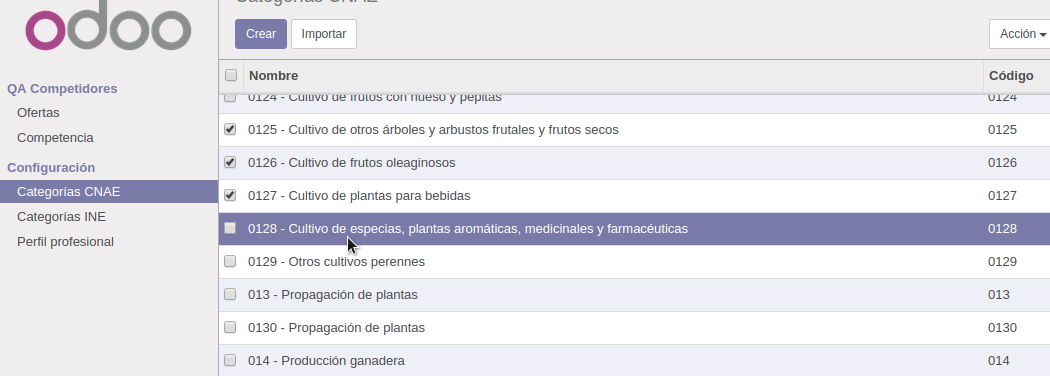 Categorías CNAE
odoo
Crear
Importar
Acción
QA Competidores
Ofertas
Competencia
Configuración
Categorías CNAE
Categorías INE
Perfil profesional
Nombre Código
0124 - Cultivo de frutos con hueso y pepitas 0124
0125 - Cultivo de otros árboles y arbustos frutales y frutos secos 0125
0126 - Cultivo de frutos oleaginosos 0126
0127 - Cultivo de plantas para bebidas 0127
0128 - Cultivo de especias, plantas aromáticas, medicinales y farmacéuticas 0128
0129 - Otros cultivos perennes 0129
013 - Propagación de plantas 013
0130 - Propagación de plantas 0130
014 - Producción ganadera 014